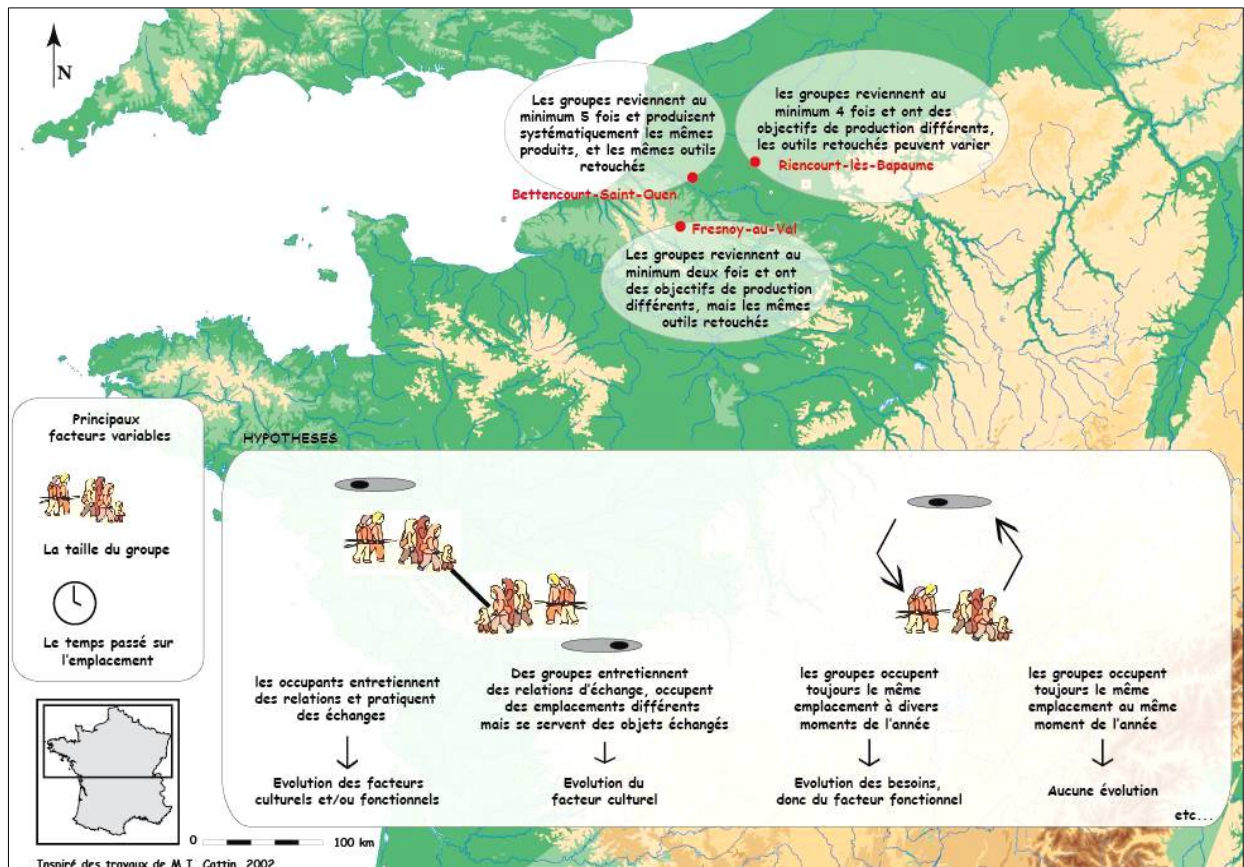 N
Les groupes reviennent au
minimum 5 fois et produisent
systématiquement les mêmes
produits, et les mêmes outils
retouchés
les groupes reviennent au
minimum 4 fois et ont des
objectifs de production différents,
les outils retouchés peuvent varier
Riencourt-lès-Bapaume
Bettencourt-Saint-Ouen
Fresnoy-au-Val
Les groupes reviennent au
minimum deux fois et ont
des objectifs de production
différents, mais les mêmes
outils retouchés
Principaux
facteurs variables
La taille du groupe
Le temps passé sur
l'emplacement
HYPOTHESES
les occupants entretiennent
des relations et pratiquent
des échanges
Evolution des facteurs
culturels et/ou fonctionnels
Des groupes entretiennent
des relations d'échange, occupent
des emplacements différents
mais se servent des objets échangés
Evolution du
facteur culturel
les groupes occupent
toujours le même
emplacement à divers
moments de l'année
Evolution des besoins,
donc du facteur fonctionnel
les groupes occupent
toujours le même
emplacement au même
moment de l'année
Aucune évolution
etc...
0 100 km
Inspiré des travaux de M.I. Cattin, 2002